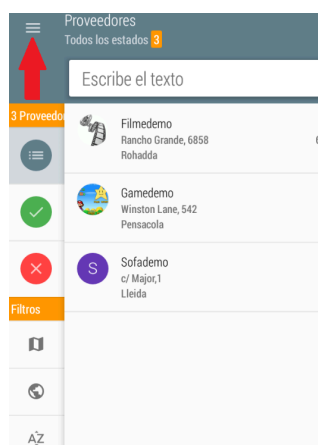 Proveedores
Todos los estados 3
Escribe el texto
3 Proveedo
Filmedemo
Rancho Grande, 6858
6
Rohadda
Gamedemo
Winston Lane, 542
Pensacola
S
Sofademo
c/ Major,1
Lleida
Filtros
AZ